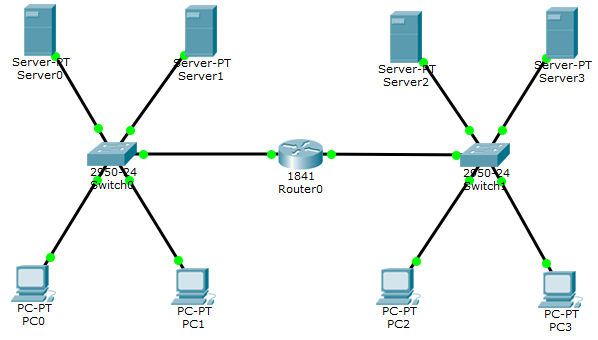 Server-PT
Server0
Server-PT
Server1
Server-PT
Server2
Server-PT
Server3
2950-24
Switch0
1841
Router0
2950-24
Switch1
PC-PT
PC0
PC-PT
PC1
PC-PT
PC2
PC-PT
PC3